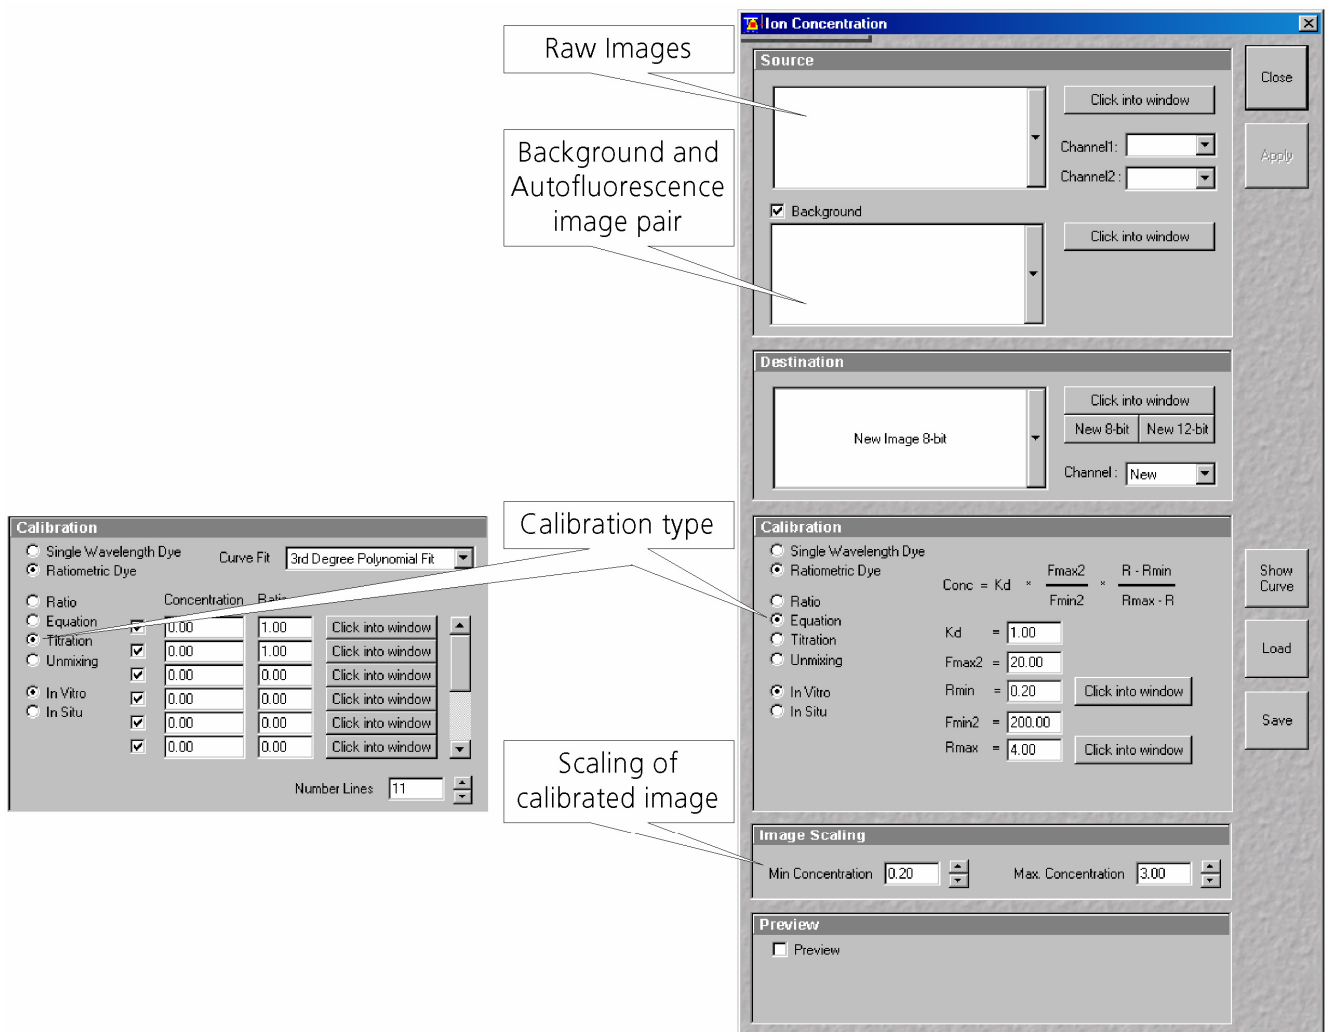 Ion Concentration
Raw Images
Source
Close
Click into window
Channel1:
Apply
Channel2 :
Background and
Autofluorescence
image pair
Background
Click into window
Destination
Click into window
New 8-bit New 12-bit
New Image 8-bit
Channel : New
Calibration type
Calibration
Single Wavelength Dye
Curve Fit 3rd Degree Polynomial Fit
Ratiometric Dye
Ratio
Concentration Ratio
Equation
0.00 1.00 Click into window
Titration
0.00 1.00 Click into window
Unmixing
0.00 0.00 Click into window
In Vitro
0.00 0.00 Click into window
In Situ
0.00 0.00 Click into window
0.00 0.00 Click into window
Number Lines 11
Calibration
Single Wavelength Dye
Ratiometric Dye
Conc = Kd * Fmax2 / Fmin2 * R - Rmin / Rmax - R
Ratio
Equation
Titration
Unmixing
In Vitro
In Situ
Kd = 1.00
Fmax2 = 20.00
Rmin = 0.20 Click into window
Fmin2 = 200.00
Rmax = 4.00 Click into window
Show
Curve
Load
Save
Scaling of
calibrated image
Image Scaling
Min Concentration 0.20 Max. Concentration 3.00
Preview
Preview